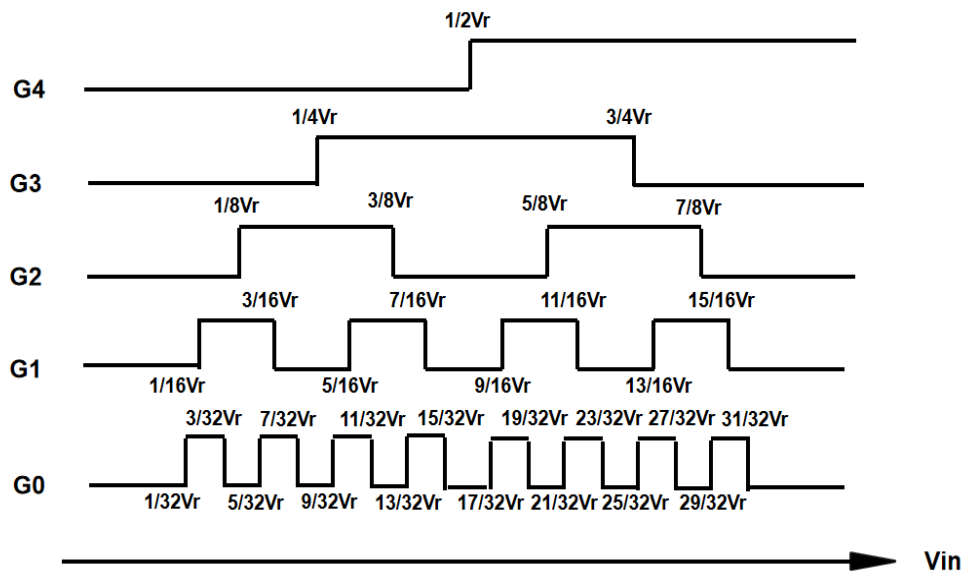 1/2Vr
G4
1/4Vr 3/4Vr
G3
1/8Vr 3/8Vr 5/8Vr 7/8Vr
G2
3/16Vr 7/16Vr 11/16Vr 15/16Vr
G1
1/16Vr 5/16Vr 9/16Vr 13/16Vr
3/32Vr 7/32Vr 11/32Vr 15/32Vr 19/32Vr 23/32Vr 27/32Vr 31/32Vr
G0
1/32Vr 5/32Vr 9/32Vr 13/32Vr 17/32Vr 21/32Vr 25/32Vr 29/32Vr
Vin